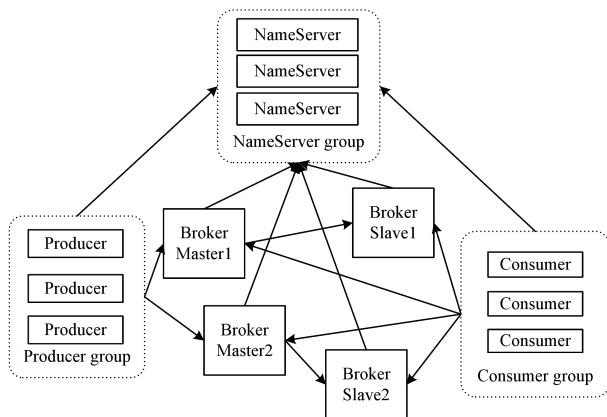 NameServer
NameServer
NameServer
NameServer group
Broker
Master1
Broker
Slave1
Producer
Producer
Producer
Producer group
Broker
Master2
Broker
Slave2
Consumer
Consumer
Consumer
Consumer group